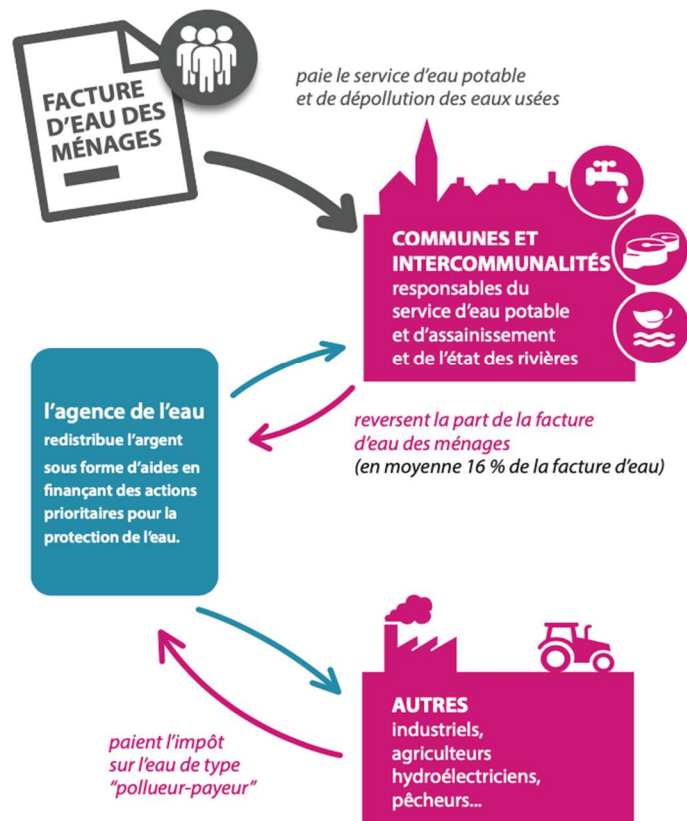 FACTURE
D'EAU DES
MÉNAGES
paie le service d'eau potable
et de dépollution des eaux usées
COMMUNES ET
INTERCOMMUNALITÉS
responsables du
service d'eau potable
et d'assainissement
et de l'état des rivières
l'agence de l'eau
redistribue l'argent
sous forme d'aides en
finançant des actions
prioritaires pour la
protection de l'eau.
reversent la part de la facture
d'eau des ménages
(en moyenne 16 % de la facture d'eau)
paient l'impôt
sur l'eau de type
"pollueur-payeur"
AUTRES
industriels,
agriculteurs
hydroélectriciens,
pêcheurs...